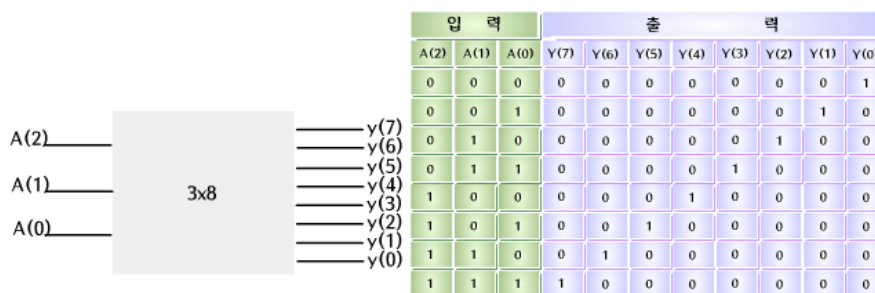 A(2)
A(1)
A(0)
3x8
y(7)
y(6)
y(5)
y(4)
y(3)
y(2)
y(1)
y(0)
입 력 출 력
A(2) A(1) A(0) Y(7) Y(6) Y(5) Y(4) Y(3) Y(2) Y(1) Y(0)
0 0 0 0 0 0 0 0 0 0 1
0 0 1 0 0 0 0 0 0 1 0
0 1 0 0 0 0 0 0 1 0 0
0 1 1 0 0 0 0 1 0 0 0
1 0 0 0 0 0 1 0 0 0 0
1 0 1 0 0 1 0 0 0 0 0
1 1 0 0 1 0 0 0 0 0 0
1 1 1 1 0 0 0 0 0 0 0